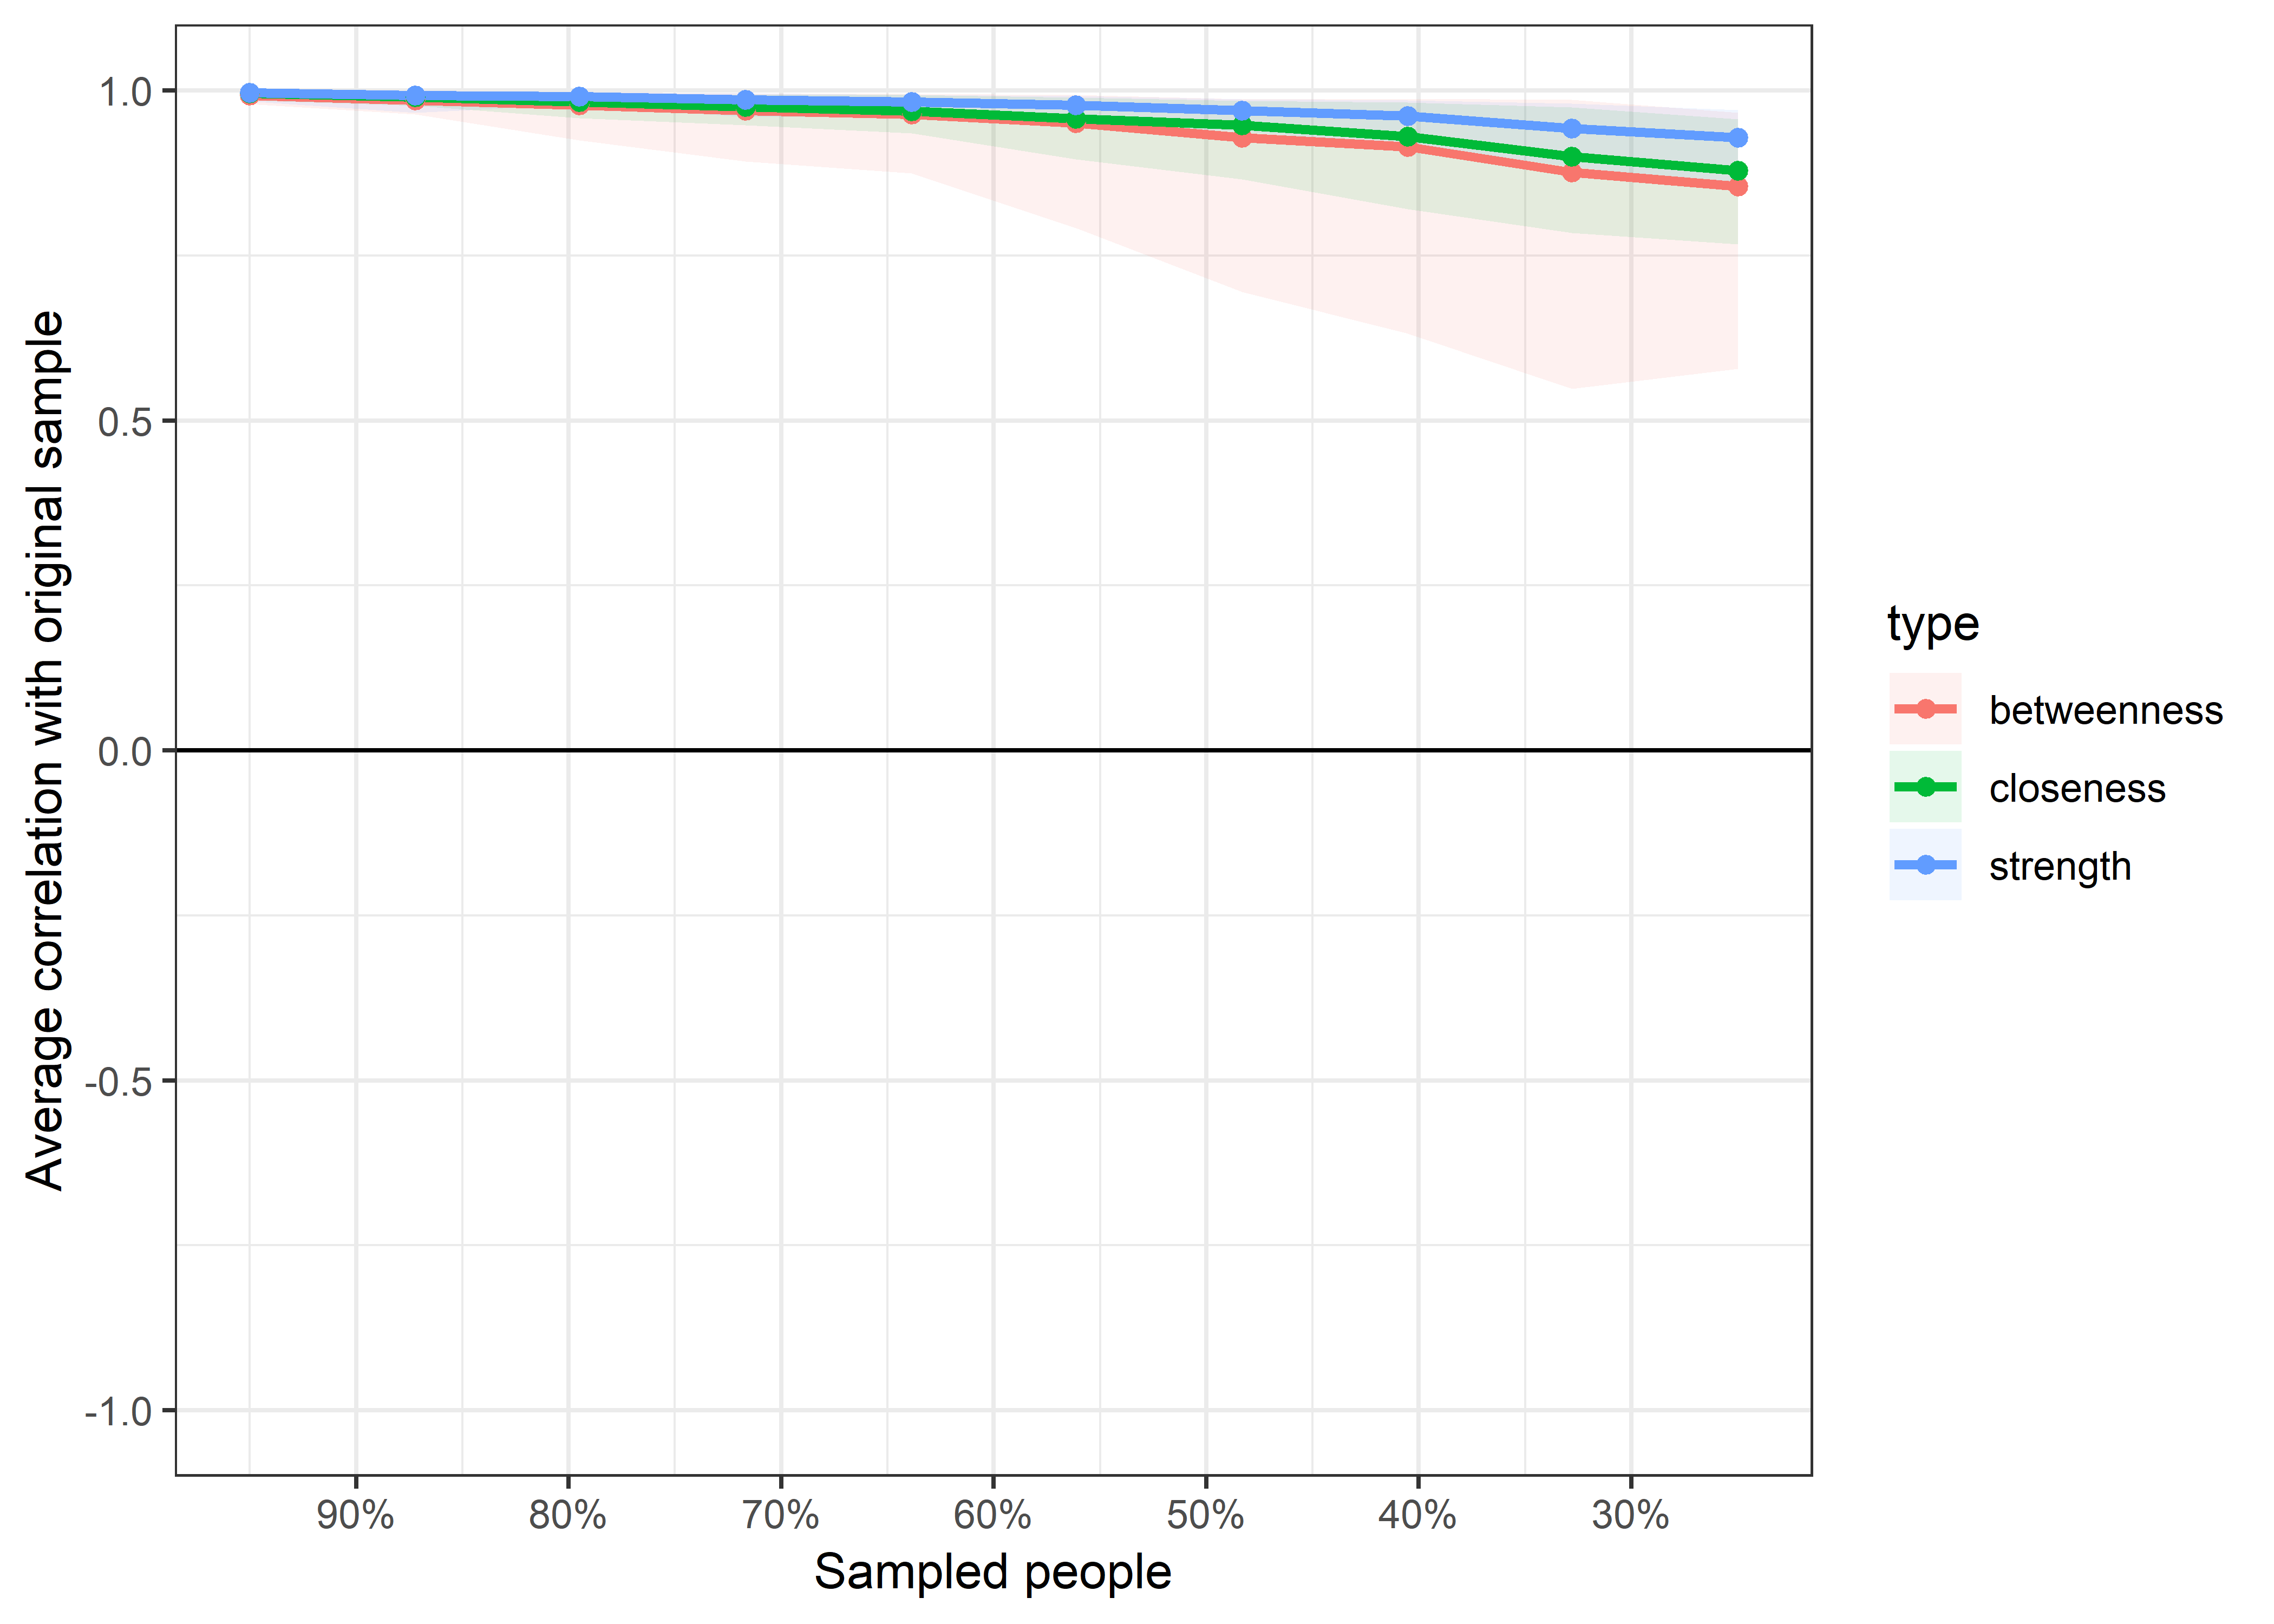 Average correlation with original sample
1.0
0.5
0.0
-0.5
-1.0
90% 80% 70% 60% 50% 40% 30%
Sampled people
type
betweenness
closeness
strength